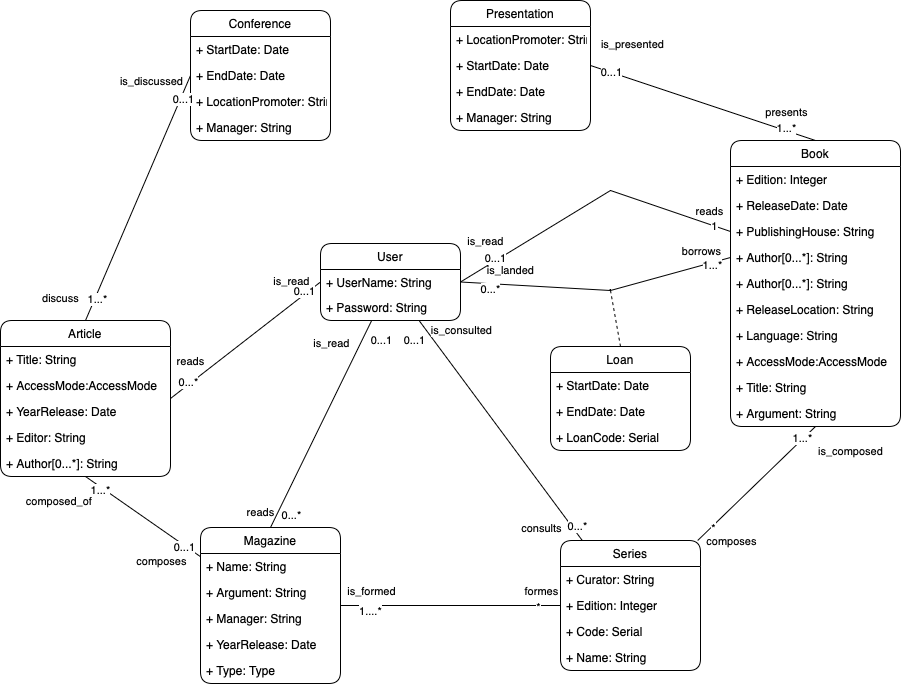 Conference
+ StartDate: Date
+ EndDate: Date
+ LocationPromoter: Stri
+ Manager: String
Presentation
+ LocationPromoter: Stri
+ StartDate: Date
+ EndDate: Date
+ Manager: String
is_presented
0...1
is_discussed
0...1
presents
1...*
Book
+ Edition: Integer
+ ReleaseDate: Date
+ PublishingHouse: String
+ Author[0...*]: String
+ Author[0...*]: String
+ ReleaseLocation: String
+ Language: String
+ AccessMode:AccessMode
+ Title: String
+ Argument: String
reads
1
is_read
0...1
borrows
1...*
is_landed
0...*
User
+ UserName: String
+ Password: String
is_read
0...1
discuss
1...*
Article
+ Title: String
+ AccessMode:AccessMode
+ YearRelease: Date
+ Editor: String
+ Author[0...*]: String
reads
0...*
is_read
0...1
0...1
is_consulted
Loan
+ StartDate: Date
+ EndDate: Date
+ LoanCode: Serial
1...*
is_composed
1...*
composed_of
0...1
composes
reads
0...*
consults
0...*
*
composes
Magazine
+ Name: String
+ Argument: String
+ Manager: String
+ YearRelease: Date
+ Type: Type
is_formed
1....*
formes
*
Series
+ Curator: String
+ Edition: Integer
+ Code: Serial
+ Name: String